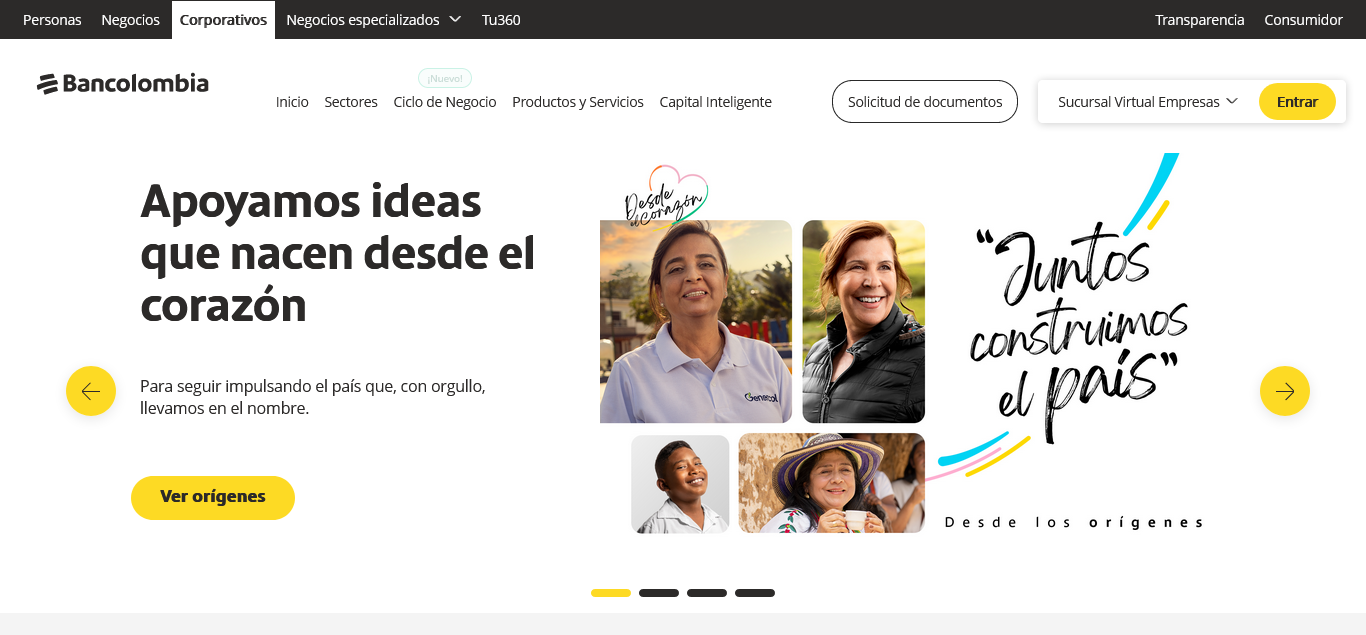 Personas Negocios Corporativos Negocios especializados Tu360 Transparencia Consumidor
Bancolombia
¡Nuevo!
Inicio Sectores Ciclo de Negocio Productos y Servicios Capital Inteligente
Solicitud de documentos
Sucursal Virtual Empresas
Entrar
Apoyamos ideas
que nacen desde el
corazón
Para seguir impulsando el país que, con orgullo,
llevamos en el nombre.
Ver orígenes
Desde
el corazón
Genecol
“Juntos
construimos
el país”
Desde los orígenes